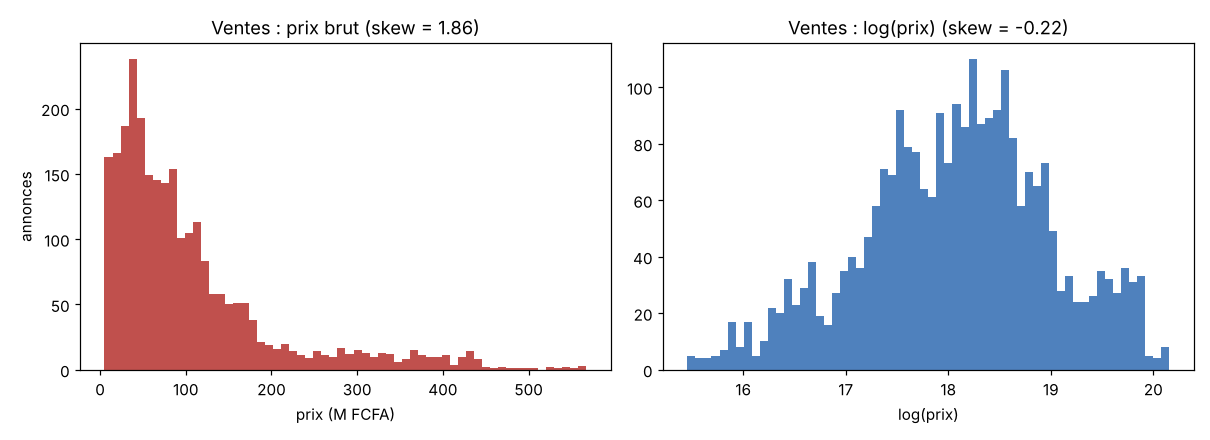 Ventes : prix brut (skew = 1.86)
annonces
200
150
100
50
0
0 100 200 300 400 500
prix (M FCFA)
Ventes : log(prix) (skew = -0.22)
100
80
60
40
20
0
16 17 18 19 20
log(prix)